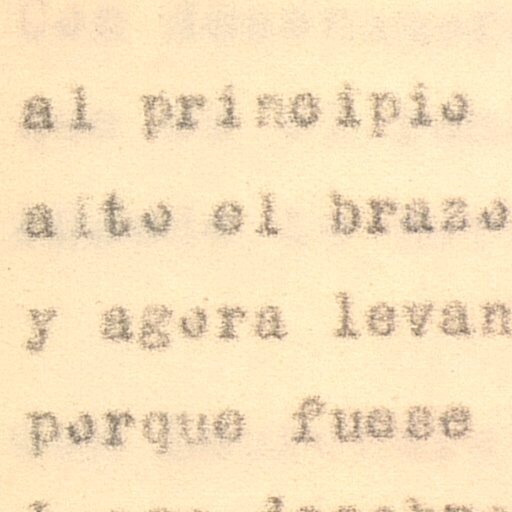 al principio
alto el brazo
y agora levan
porque fuese